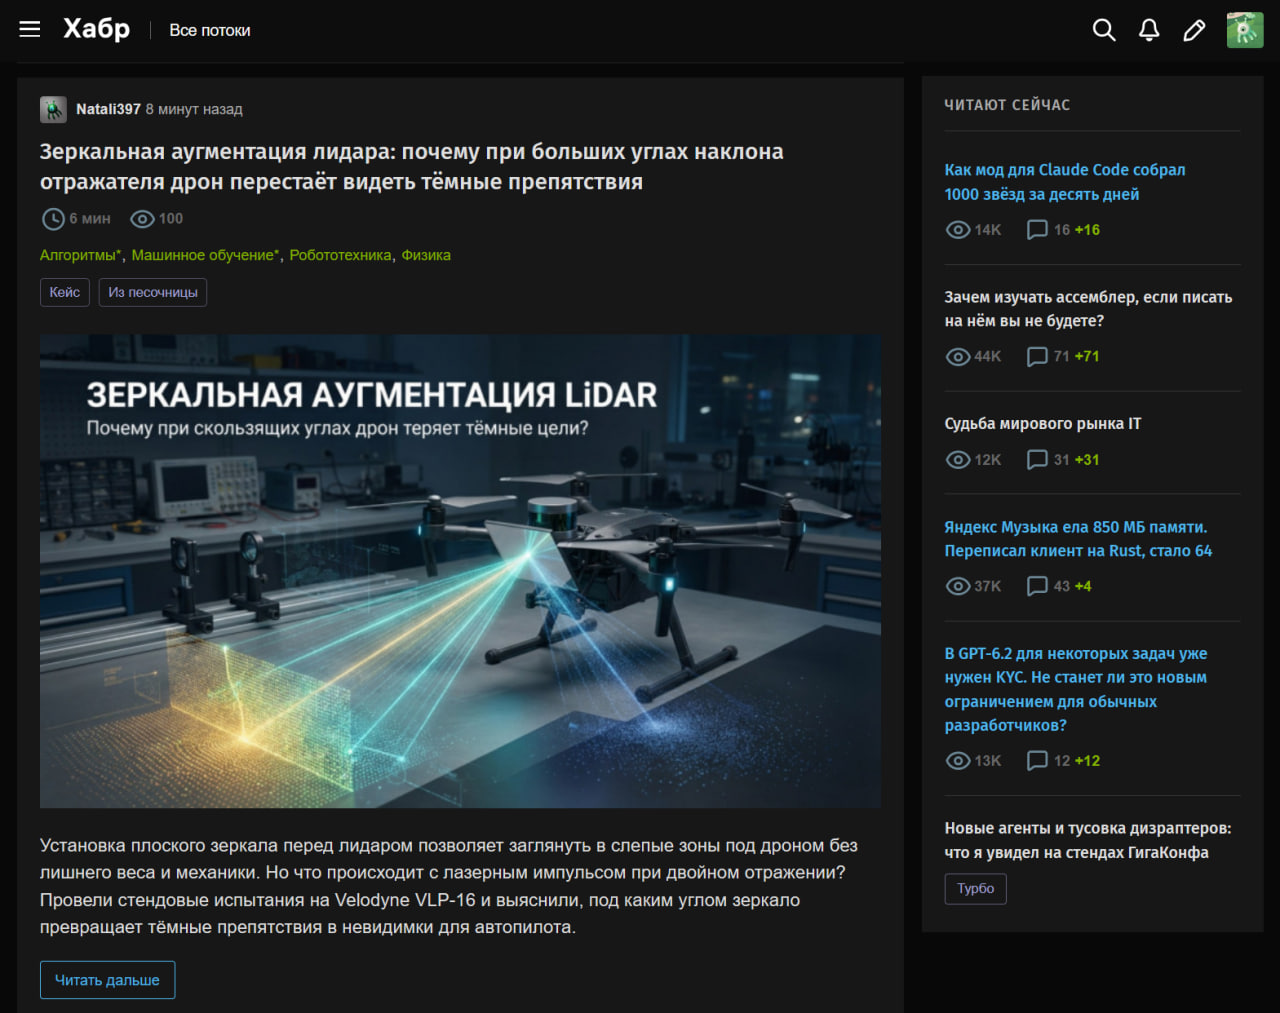 Хабр
Все потоки
Natali397 8 минут назад
Зеркальная аугментация лидара: почему при больших углах наклона
отражателя дрон перестаёт видеть тёмные препятствия
6 мин 100
Алгоритмы*, Машинное обучение*, Робототехника, Физика
Кейс Из песочницы
ЗЕРКАЛЬНАЯ АУГМЕНТАЦИЯ LiDAR
Почему при скользящих углах дрон теряет тёмные цели?
Установка плоского зеркала перед лидаром позволяет заглянуть в слепые зоны под дроном без
лишнего веса и механики. Но что происходит с лазерным импульсом при двойном отражении?
Провели стендовые испытания на Velodyne VLP-16 и выяснили, под каким углом зеркало
превращает тёмные препятствия в невидимки для автопилота.
Читать дальше
ЧИТАЮТ СЕЙЧАС
Как мод для Claude Code собрал
1000 звёзд за десять дней
14K 16 +16
Зачем изучать ассемблер, если писать
на нём вы не будете?
44K 71 +71
Судьба мирового рынка IT
12K 31 +31
Яндекс Музыка ела 850 МБ памяти.
Переписал клиент на Rust, стало 64
37K 43 +4
В GPT-6.2 для некоторых задач уже
нужен KYC. Не станет ли это новым
ограничением для обычных
разработчиков?
13K 12 +12
Новые агенты и тусовка дизраптеров:
что я увидел на стендах ГигаКонфа
Турбо